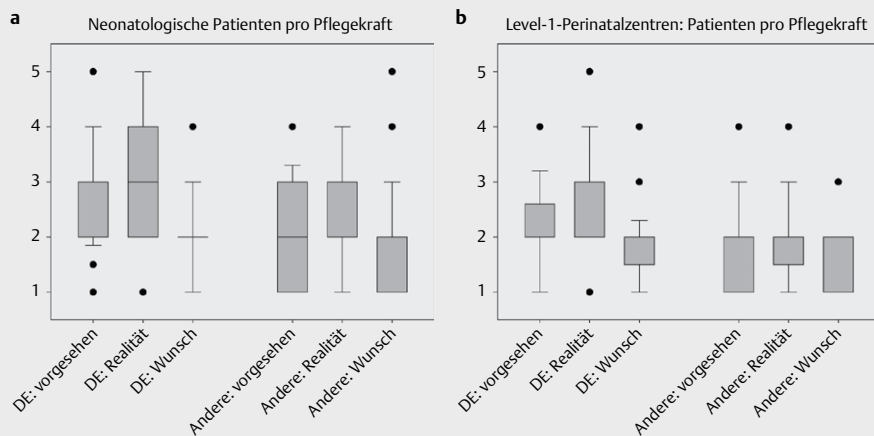 a
Neonatologische Patienten pro Pflegekraft
5
4
3
2
1
DE: vorgesehen
DE: Realität
DE: Wunsch
Andere: vorgesehen
Andere: Realität
Andere: Wunsch
b
Level-1-Perinatalzentren: Patienten pro Pflegekraft
5
4
3
2
1
DE: vorgesehen
DE: Realität
DE: Wunsch
Andere: vorgesehen
Andere: Realität
Andere: Wunsch